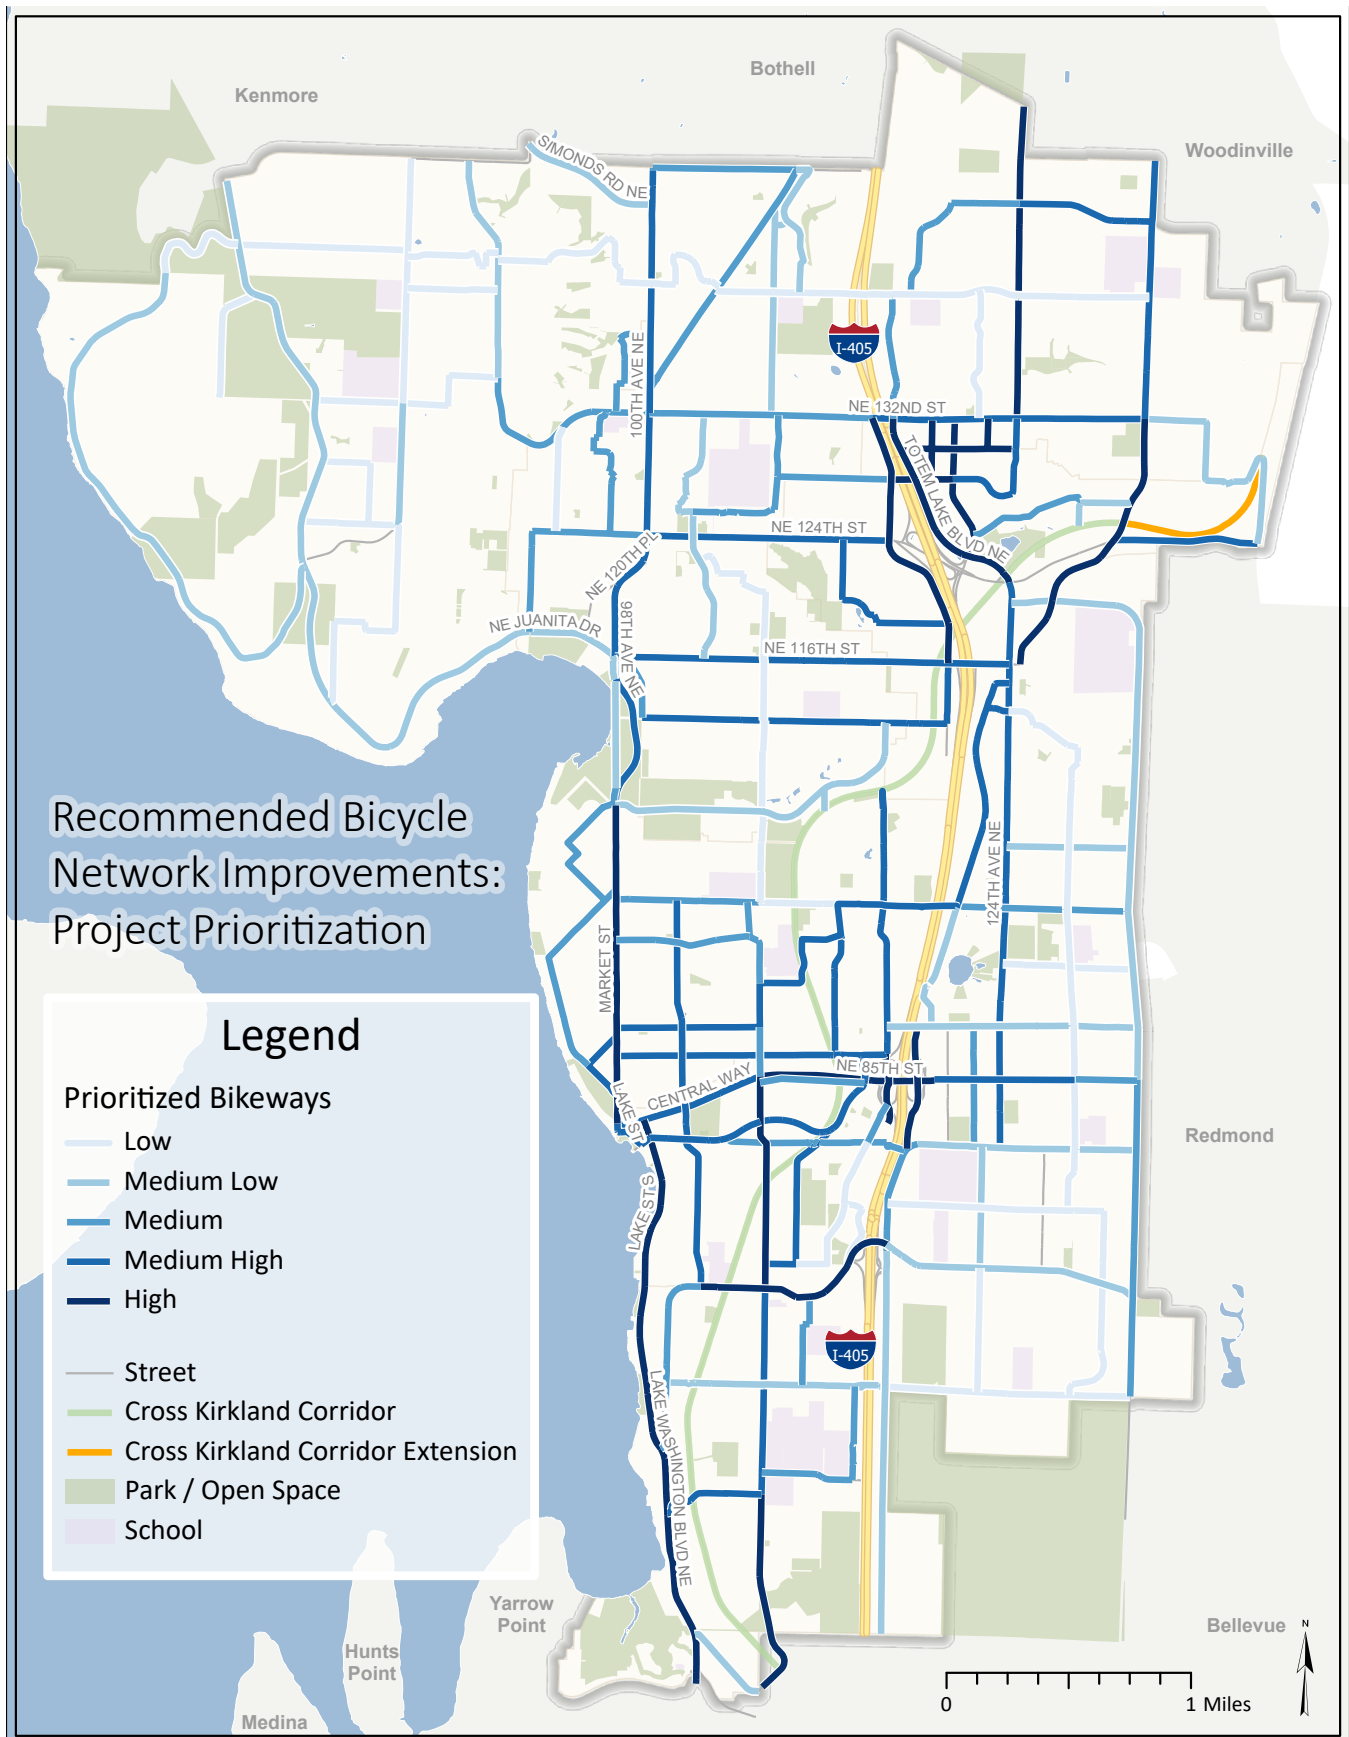 Bothell
Kenmore
Woodinville
SIMONDS RD NE
100TH AVE NE
I-405
NE 132ND ST
TOTEM LAKE BLVD NE
NE 124TH ST
NE 120TH PL
98TH AVE NE
NE JUANITA DR
NE 116TH ST
Recommended Bicycle
Network Improvements:
Project Prioritization
124TH AVE NE
MARKET ST
NE 85TH ST
CENTRAL WAY
LAKE ST
LAKE ST S
Redmond
Legend
Prioritized Bikeways
Low
Medium Low
Medium
Medium High
High
Street
Cross Kirkland Corridor
Cross Kirkland Corridor Extension
Park / Open Space
School
I-405
LAKE WASHINGTON BLVD NE
Yarrow
Point
Hunts
Point
Medina
Bellevue
N
0 1 Miles